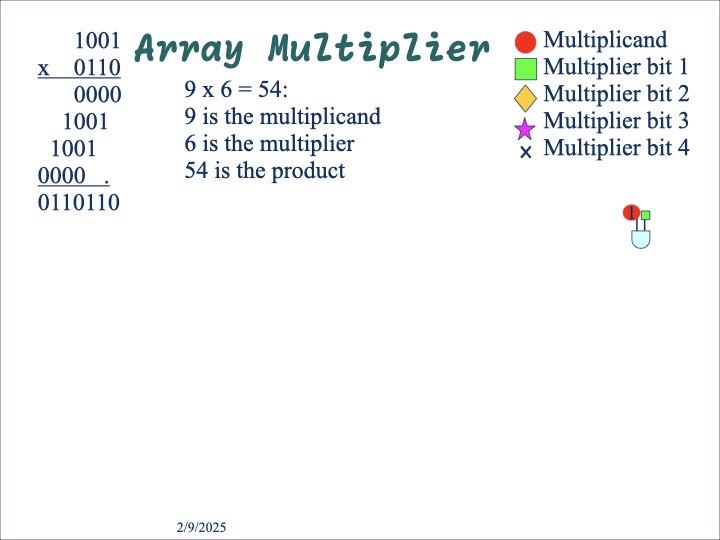 Array Multiplier
1001
x 0110
0000
1001
1001
0000 .
0110110
9 x 6 = 54:
9 is the multiplicand
6 is the multiplier
54 is the product
Multiplicand
Multiplier bit 1
Multiplier bit 2
Multiplier bit 3
x Multiplier bit 4
1
2/9/2025